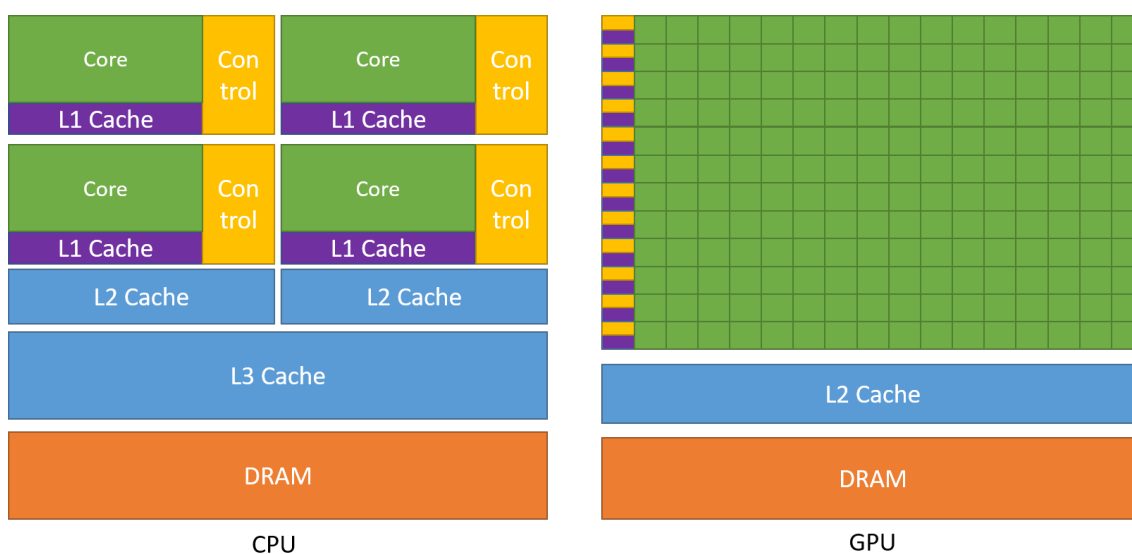 Core
Con
trol
L1 Cache
Core
Con
trol
L1 Cache
Core
Con
trol
L1 Cache
Core
Con
trol
L1 Cache
L2 Cache
L2 Cache
L3 Cache
DRAM
CPU
L2 Cache
DRAM
GPU